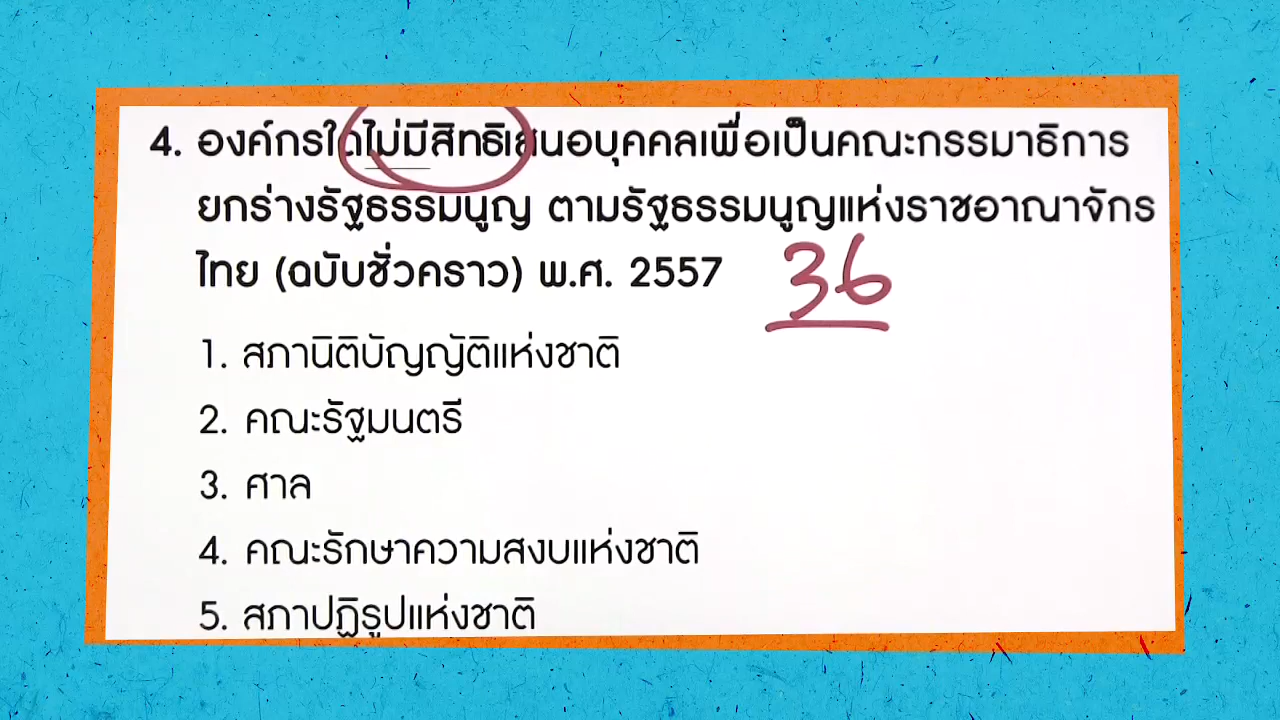 4. องค์กรใดไม่มีสิทธิเสนอบุคคลเพื่อเป็นคณะกรรมาธิการ
ยกร่างรัฐธรรมนูญ ตามรัฐธรรมนูญแห่งราชอาณาจักร
ไทย (ฉบับชั่วคราว) พ.ศ. 2557 36
1. สภานิติบัญญัติแห่งชาติ
2. คณะรัฐมนตรี
3. ศาล
4. คณะรักษาความสงบแห่งชาติ
5. สภาปฏิรูปแห่งชาติ